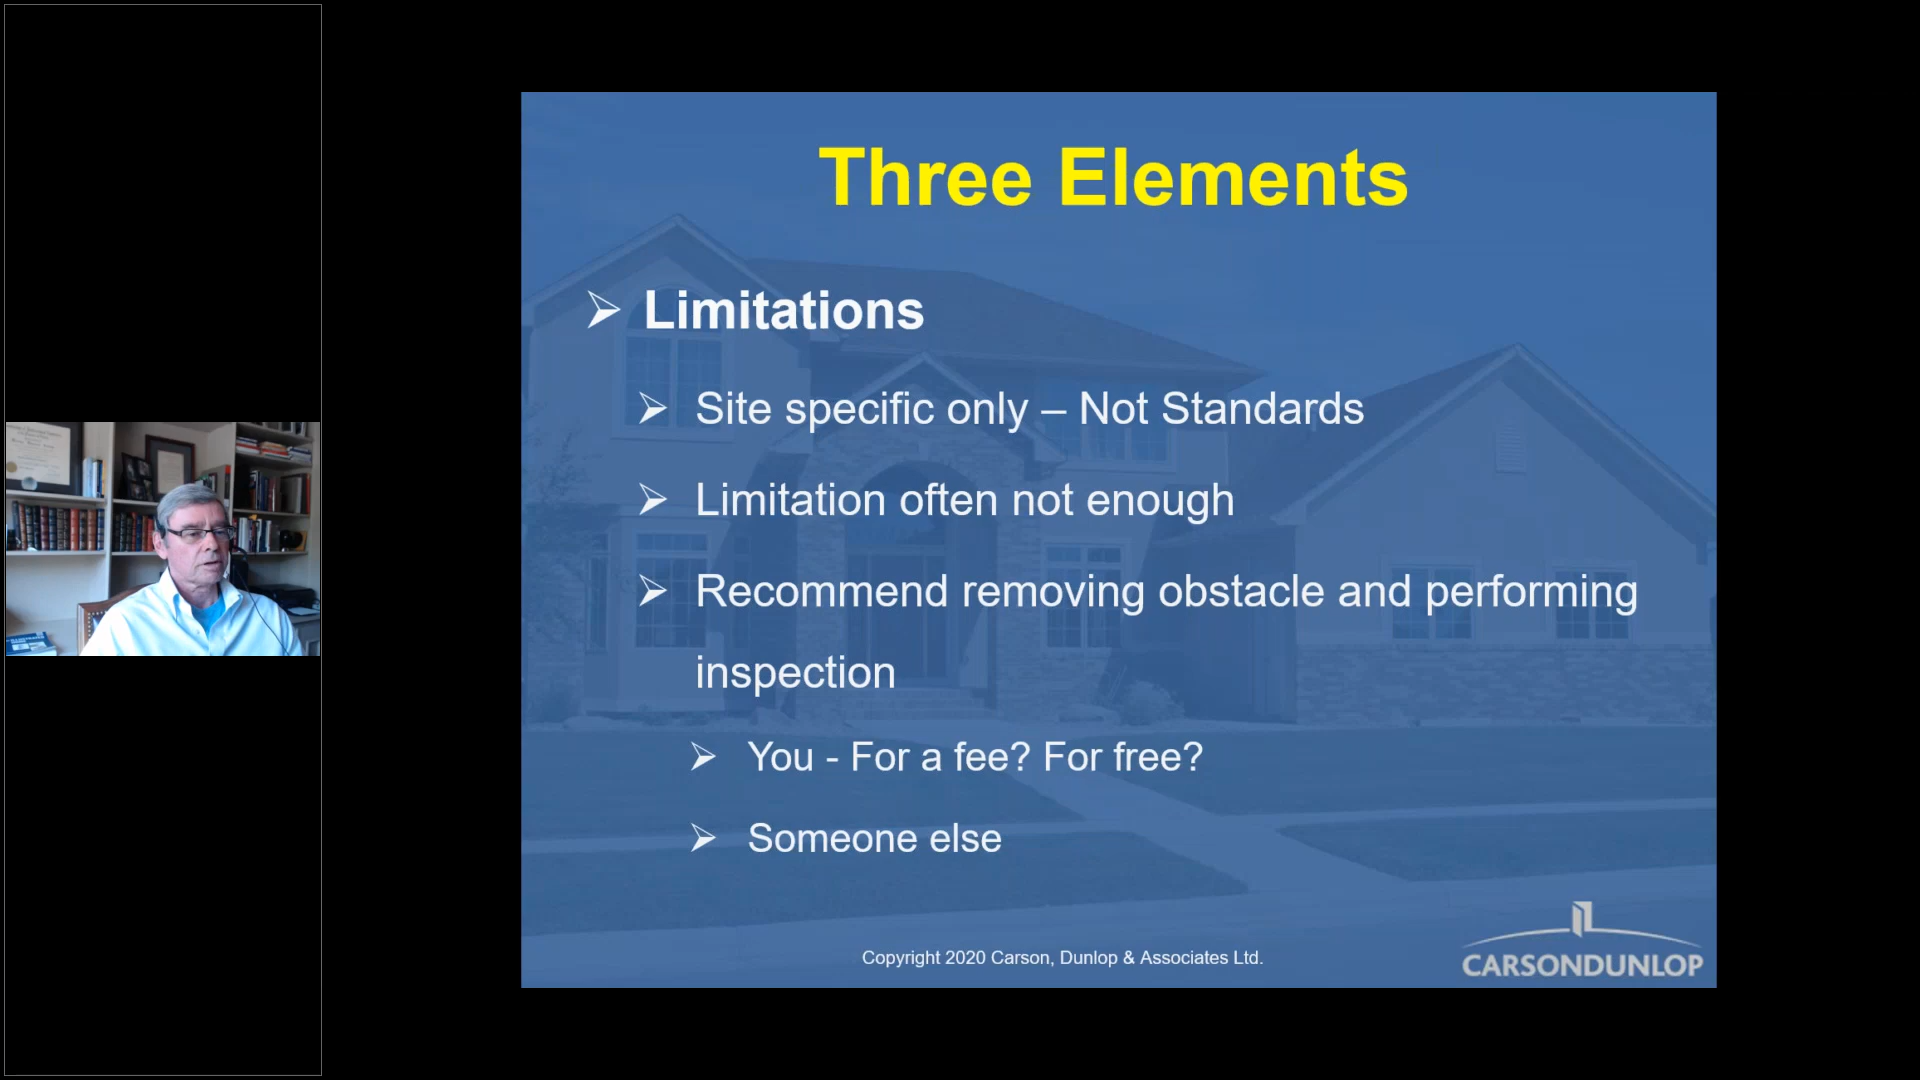 Three Elements
➢ Limitations
➢ Site specific only – Not Standards
➢ Limitation often not enough
➢ Recommend removing obstacle and performing
inspection
➢ You - For a fee? For free?
➢ Someone else
Copyright 2020 Carson, Dunlop & Associates Ltd.
CARSONDUNLOP